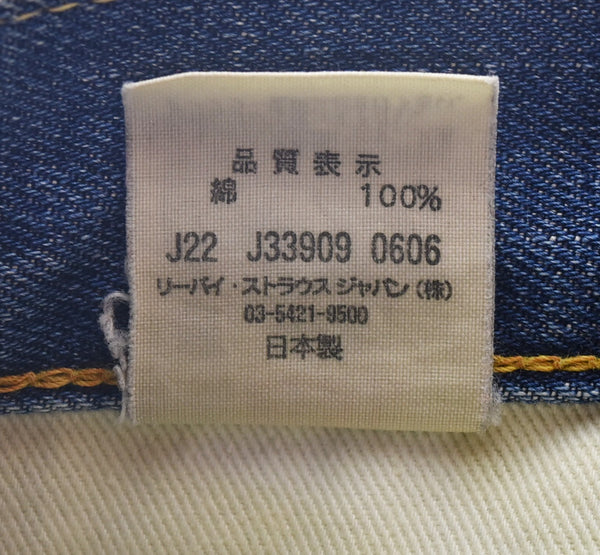 品質表示
綿 100%
J22 J33909 0606
リーバイ・ストラウス ジャパン(株)
03-5421-9500
日本製